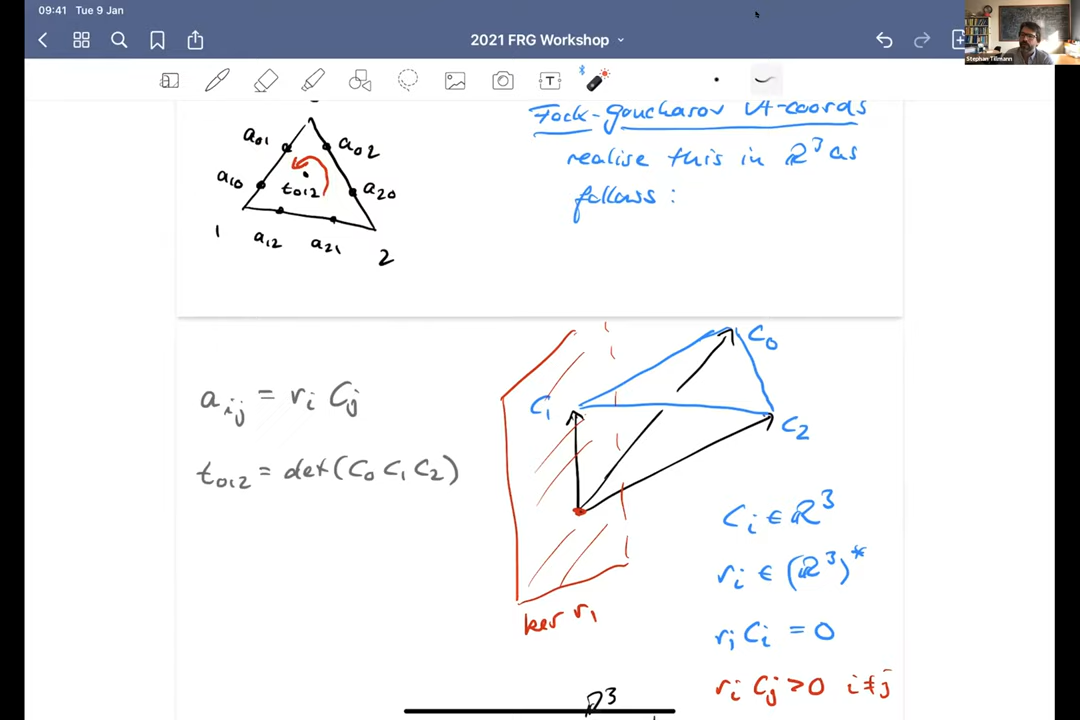 09:41 Tue 9 Jan
2021 FRG Workshop
Stephan Tillmann
Fock-Goncharov A-coords
realise this in R³ as
follows :
a₀₁
a₀₂
a₁₀
t₀₁₂
a₂₀
1
a₁₂
a₂₁
2
C₀
C₁
C₂
aᵢⱼ = rᵢ Cⱼ
t₀₁₂ = det(C₀ C₁ C₂)
Cᵢ ∈ R³
rᵢ ∈ (R³)*
rᵢ Cᵢ = 0
ker r₁
rᵢ Cⱼ > 0 i≠j